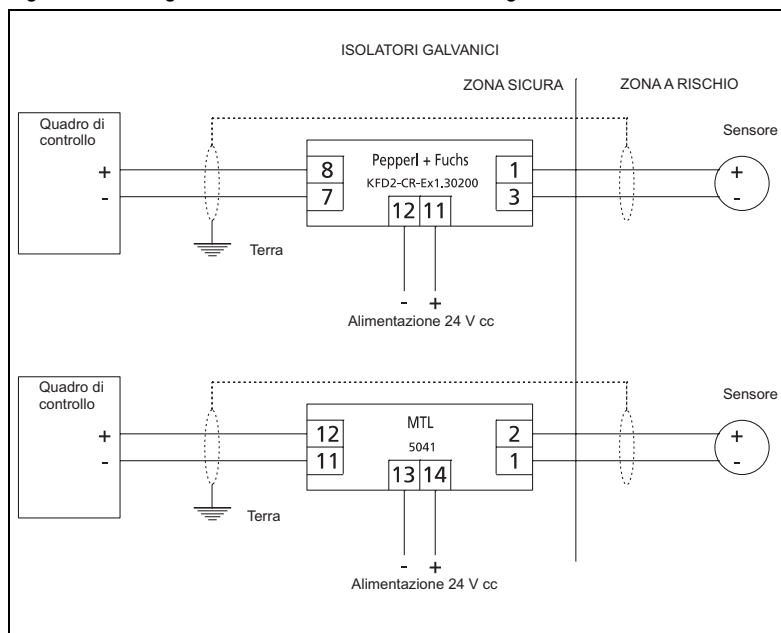 ISOLATORI GALVANICI
ZONA SICURA
ZONA A RISCHIO
Quadro di
controllo
+
-
8
7
Pepperl + Fuchs
KFD2-CR-Ex1.30200
12 11
1
3
Sensore
+
-
Terra
- +
Alimentazione 24 V cc
Quadro di
controllo
+
-
12
11
MTL
5041
13 14
2
1
Sensore
+
-
Terra
- +
Alimentazione 24 V cc